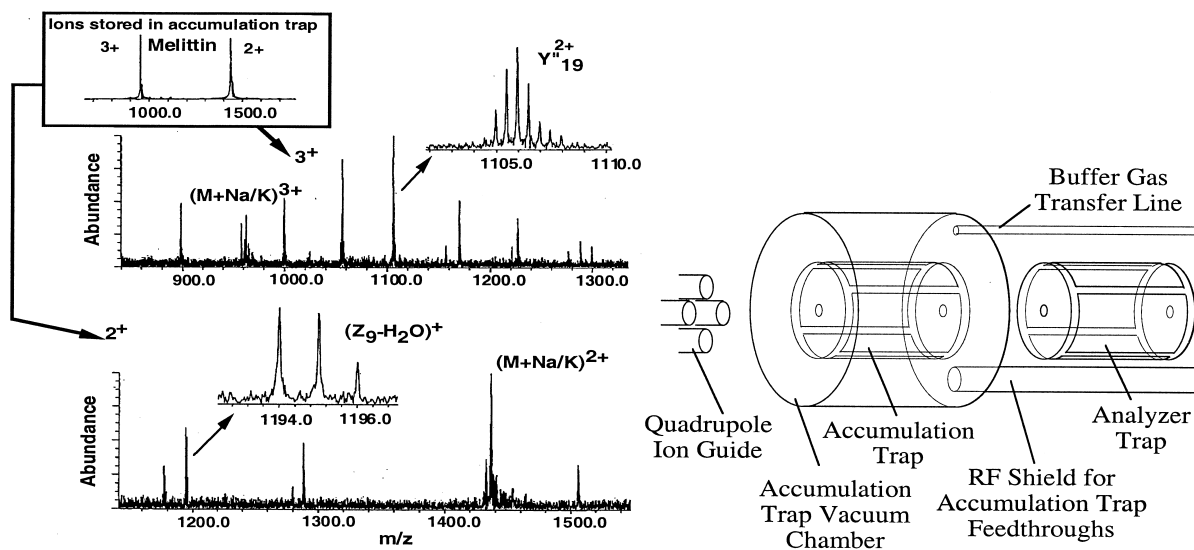 Ions stored in accumulation trap
3+ Melittin 2+
1000.0 1500.0
Y"19 2+
1105.0 1110.0
3+
(M+Na/K)3+
Abundance
900.0 1000.0 1100.0 1200.0 1300.0
2+
(Z9-H2O)+
1194.0 1196.0
(M+Na/K)2+
Abundance
1200.0 1300.0 1400.0 1500.0
m/z
Buffer Gas
Transfer Line
Quadrupole
Ion Guide
Accumulation
Trap
Analyzer
Trap
Accumulation
Trap Vacuum
Chamber
RF Shield for
Accumulation Trap
Feedthroughs